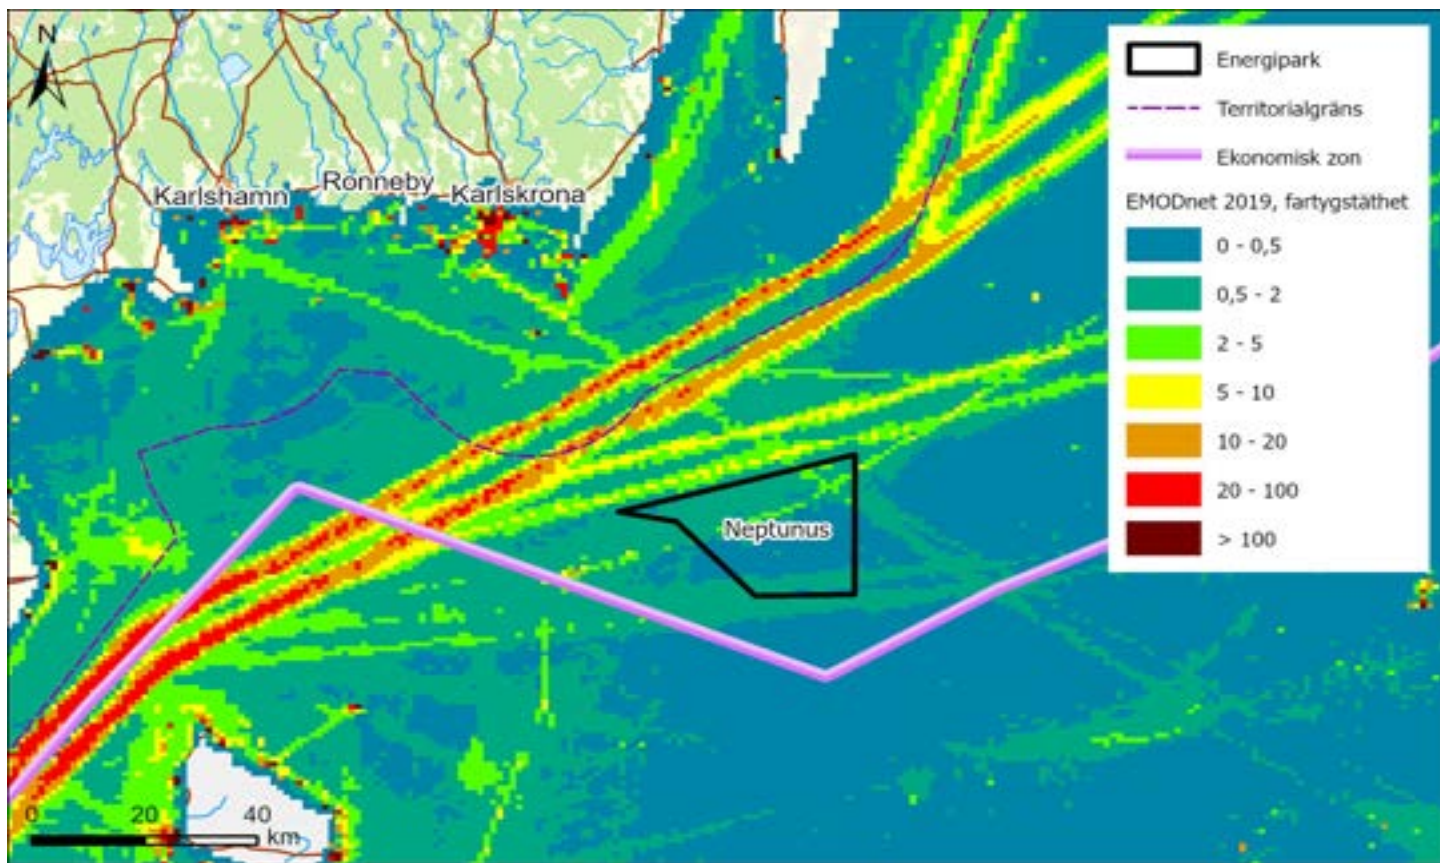 N
Karlshamn
Ronneby
Karlskrona
Neptunus
0 20 40
km
Energipark
Territorialgräns
Ekonomisk zon
EMODnet 2019, fartygstäthet
0 - 0,5
0,5 - 2
2 - 5
5 - 10
10 - 20
20 - 100
> 100